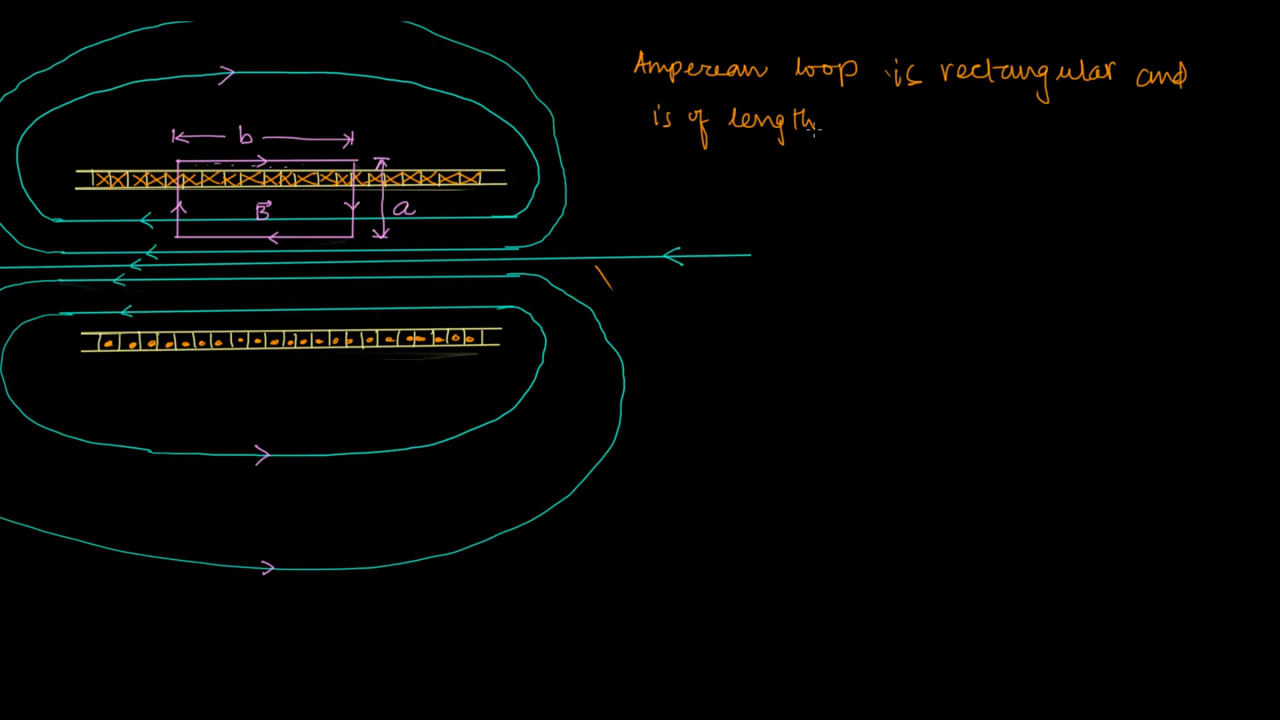 Amperean loop is rectangular and
is of length
b
B⃗
a